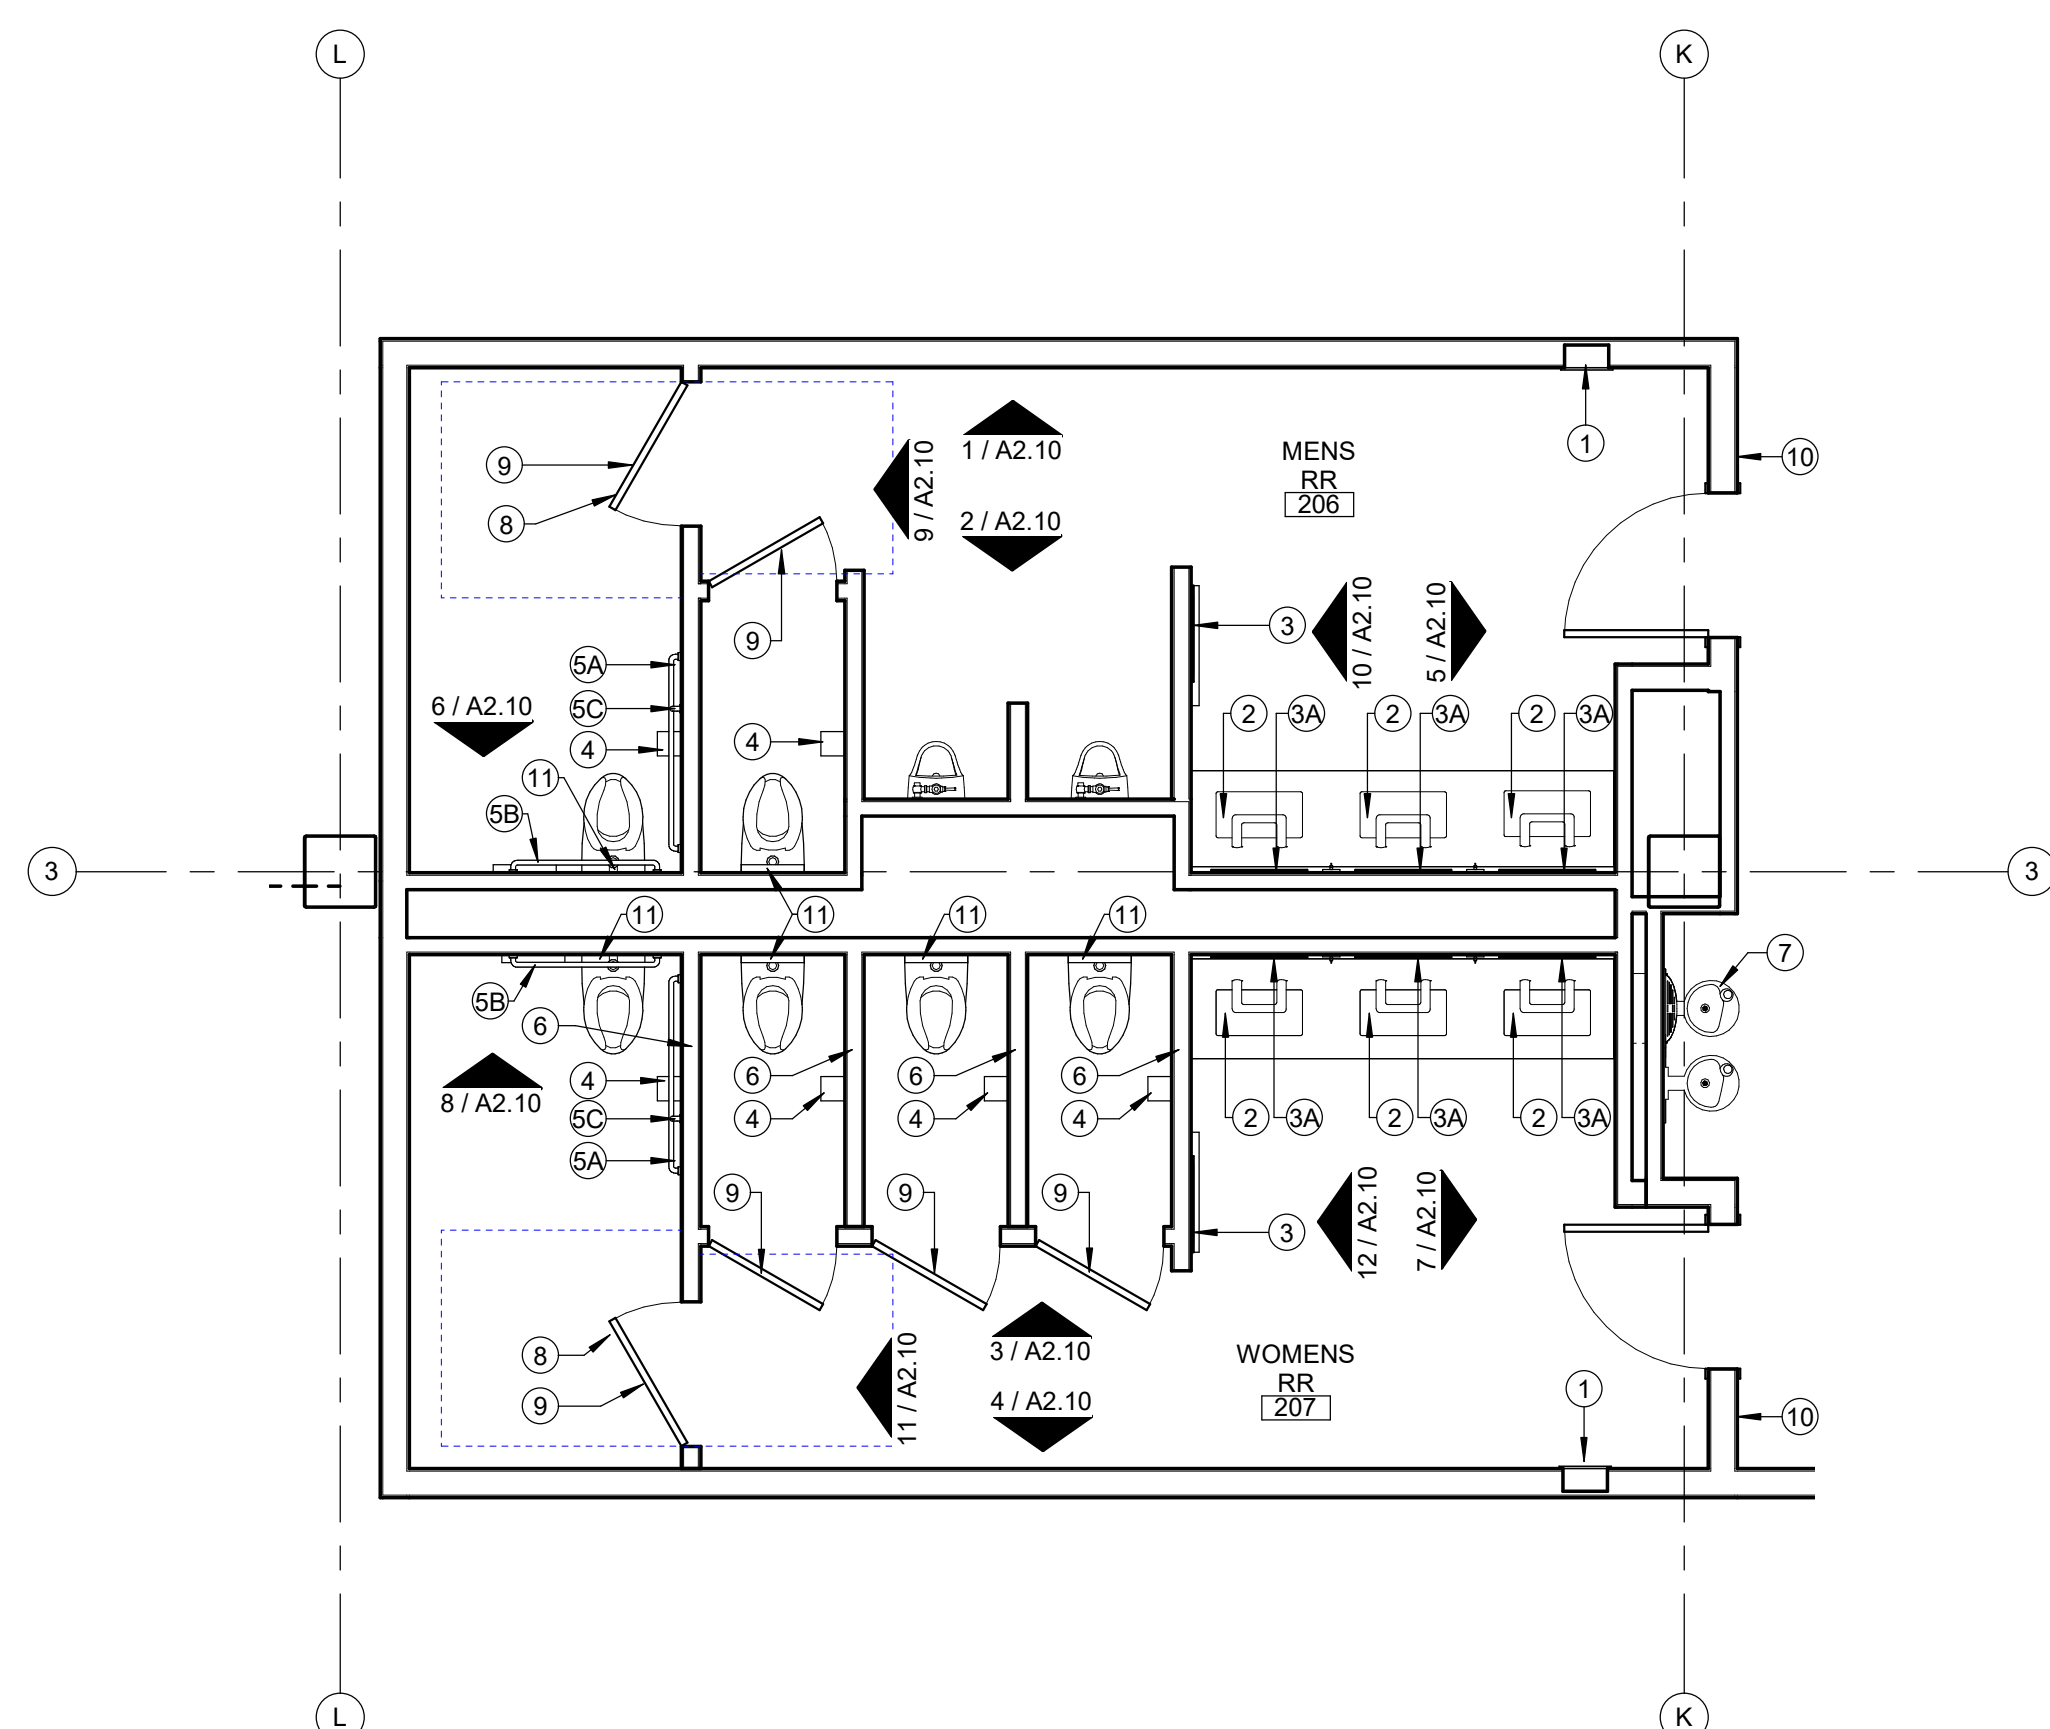 L
K
1 / A2.10
9 / A2.10
2 / A2.10
MENS
RR
206
1
10
9
8
9
3
10 / A2.10
5 / A2.10
5A
5C
4
4
6 / A2.10
11
5B
2
3A
2
3A
2
3A
3
3
11
11
11
11
7
5B
6
6
6
6
4
5C
5A
4
4
4
8 / A2.10
2
3A
2
3A
2
3A
9
9
9
3
12 / A2.10
7 / A2.10
8
9
11 / A2.10
3 / A2.10
4 / A2.10
WOMENS
RR
207
1
10
L
K